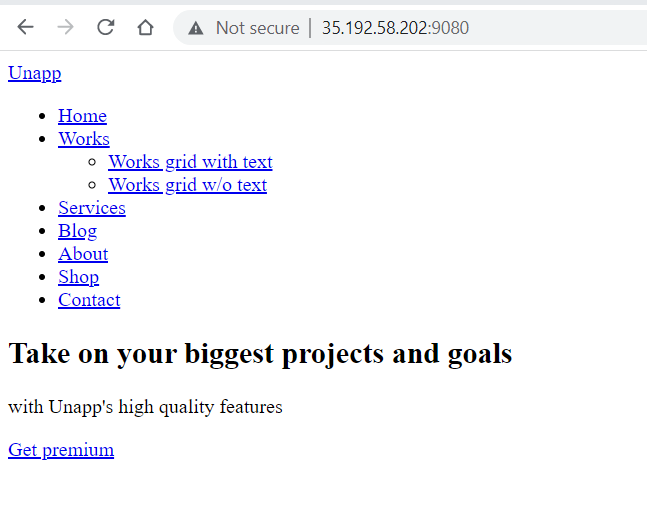 Not secure | 35.192.58.202:9080
Unapp
Home
Works
Works grid with text
Works grid w/o text
Services
Blog
About
Shop
Contact
Take on your biggest projects and goals
with Unapp's high quality features
Get premium